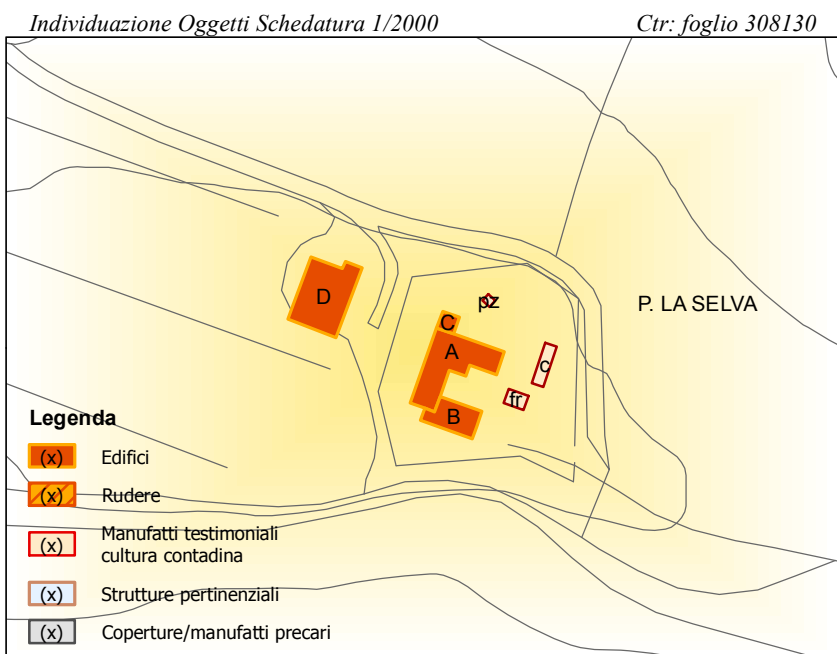 Individuazione Oggetti Schedatura 1/2000 Ctr: foglio 308130
pz
D
P. LA SELVA
C
A
c
fr
B
Legenda
(x) Edifici
(x) Rudere
(x) Manufatti testimoniali
cultura contadina
(x) Strutture pertinenziali
(x) Coperture/manufatti precari